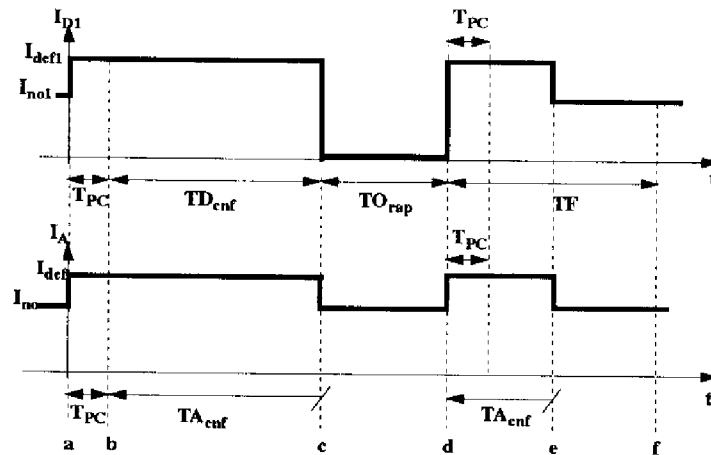 I_D1
T_PC
I_def1
I_no1
t
T_PC TD_cnf TO_rap TF
I_A
T_PC
I_def
I_no
t
T_PC TA_cnf TA_cnf
a b c d e f